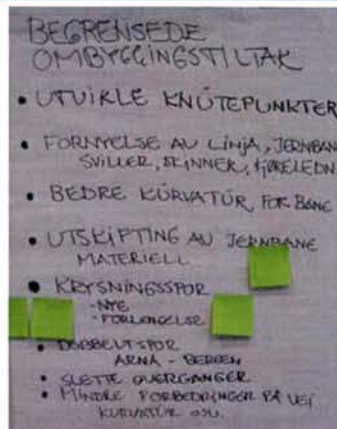 BEGRENSEDE
OMBYGGINGSTILTAK
• UTVIKLE KNUTEPUNKTER
• FORNYELSE AV LINJA, JERNBAN
SVILLER, SKINNER, KJØRELEDN
• BEDRE KURVATUR, FOR BANE
• UTSKIFTING AV JERNBANE
MATERIELL
• KRYSNINGSSPOR
- NYE
- FORLENGELSE
• DOBBELTSPOR
ARNA - BERGEN
• SLETTE OVERGANGER
• MINDRE FORBEDRINGER PÅ VEI
KURVATUR OSV.